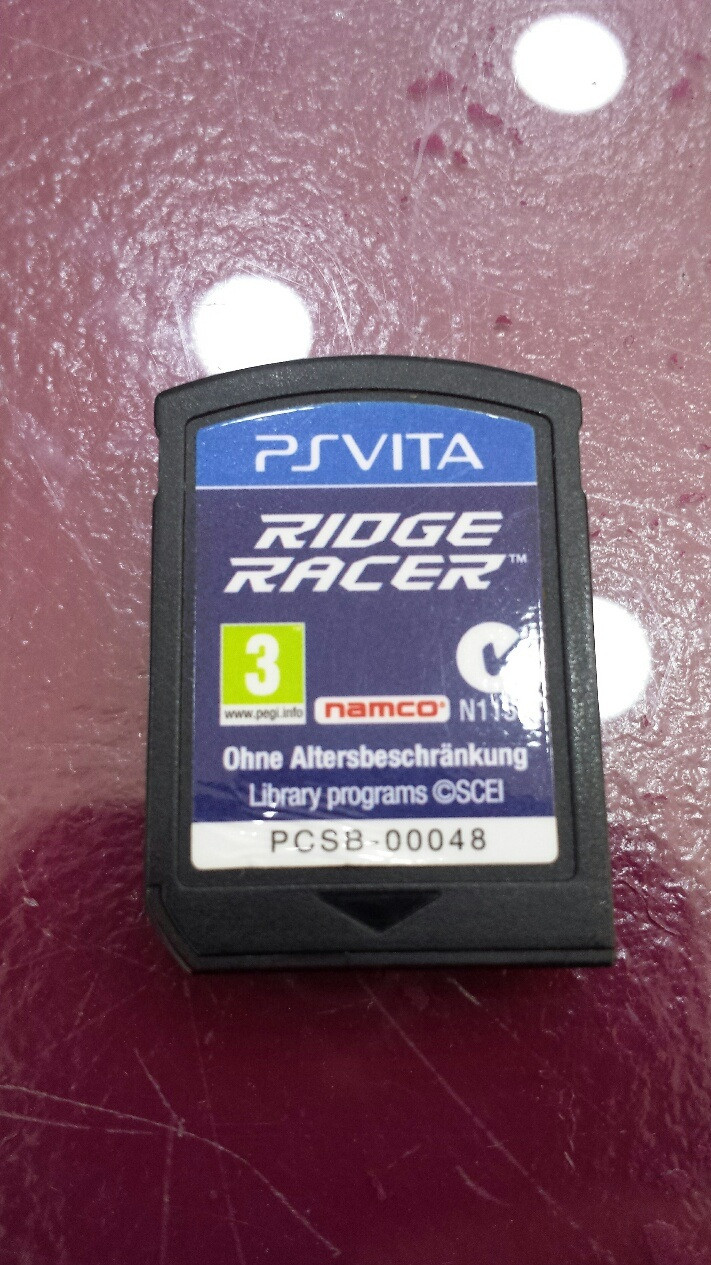 PSVITA
RIDGE
RACER™
3
www.pegi.info
namco®
Ohne Altersbeschränkung
Library programs ©SCEI
PCSB-00048